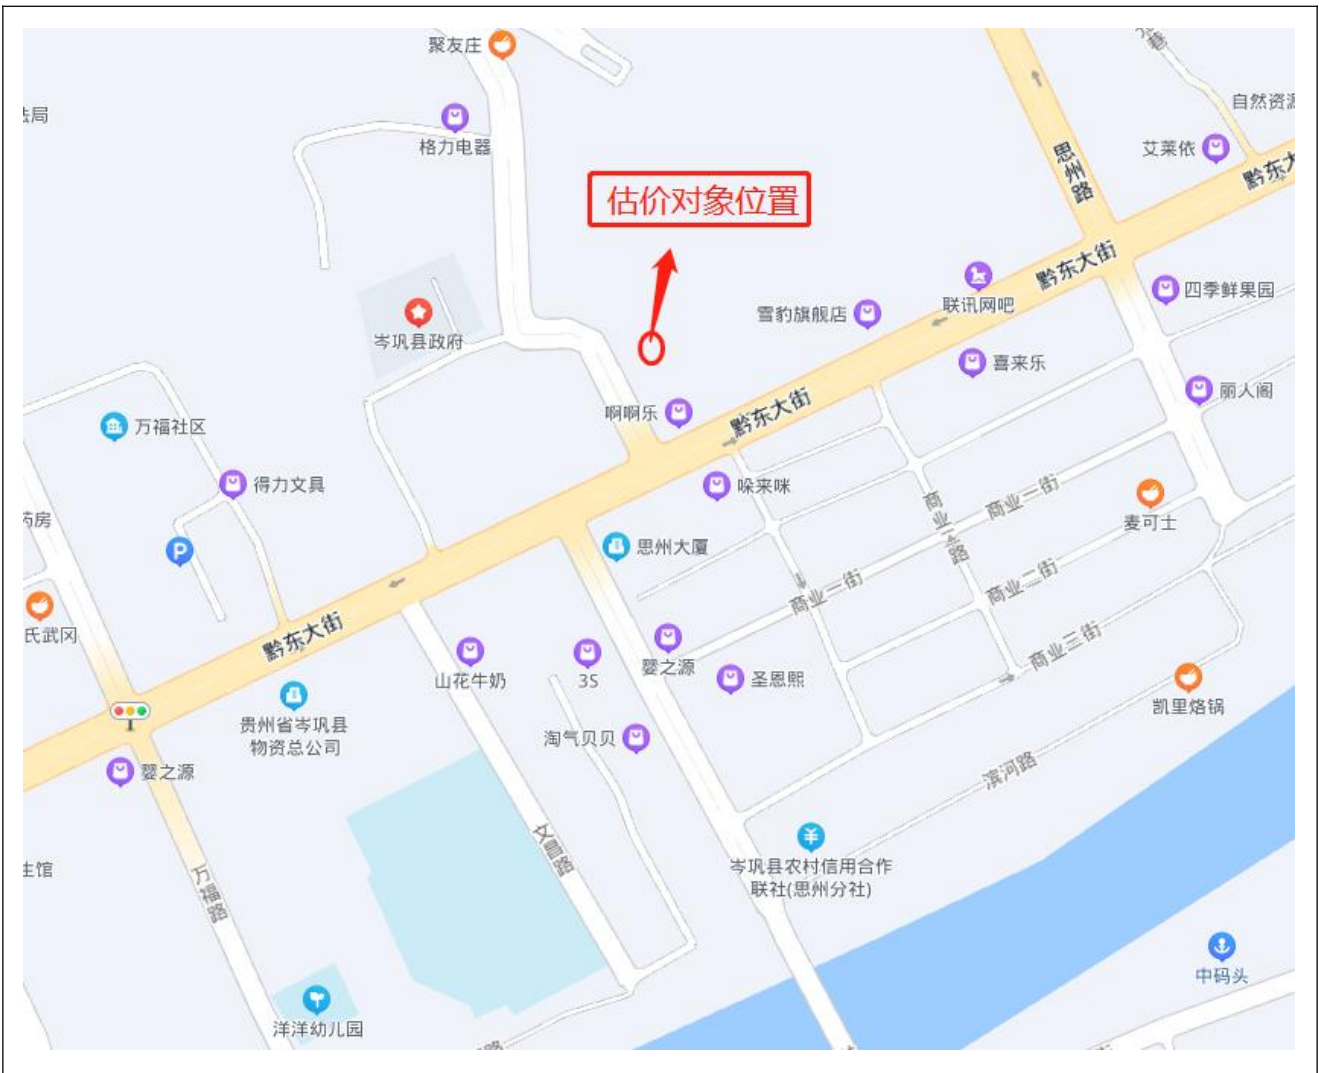 聚友庄
格力电器
估价对象位置
思州路
艾莱依
自然资源
黔东大
法局
岑巩县政府
雪豹旗舰店
联讯网吧
黔东大街
四季鲜果园
喜来乐
丽人阁
万福社区
啊啊乐
黔东大街
得力文具
药房
哚来咪
商业二路
商业一街
麦可士
思州大厦
商业一街
商业二街
氏武冈
黔东大街
山花牛奶
3S
婴之源
圣恩熙
商业三街
凯里烙锅
贵州省岑巩县
物资总公司
淘气贝贝
婴之源
滨河路
文昌路
岑巩县农村信用合作
联社(思州分社)
生馆
万福路
中码头
洋洋幼儿园
路
P
巷